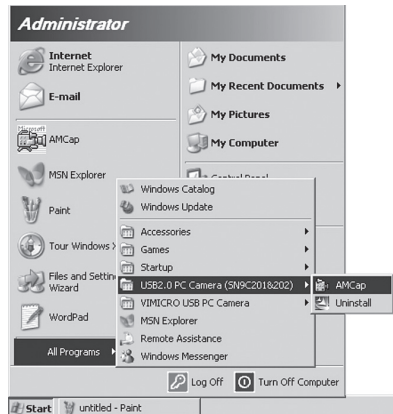 Administrator
Internet
Internet Explorer
E-mail
Microsoft
AMCap
MSN Explorer
Paint
Tour Windows
Files and Settin
Wizard
WordPad
All Programs
My Documents
My Recent Documents
My Pictures
My Computer
Control Panel
Windows Catalog
Windows Update
Accessories
Games
Startup
USB2.0 PC Camera (SN9C201&202)
VIMICRO USB PC Camera
MSN Explorer
Remote Assistance
Windows Messenger
AMCap
Uninstall
Log Off
Turn Off Computer
Start
untitled - Paint